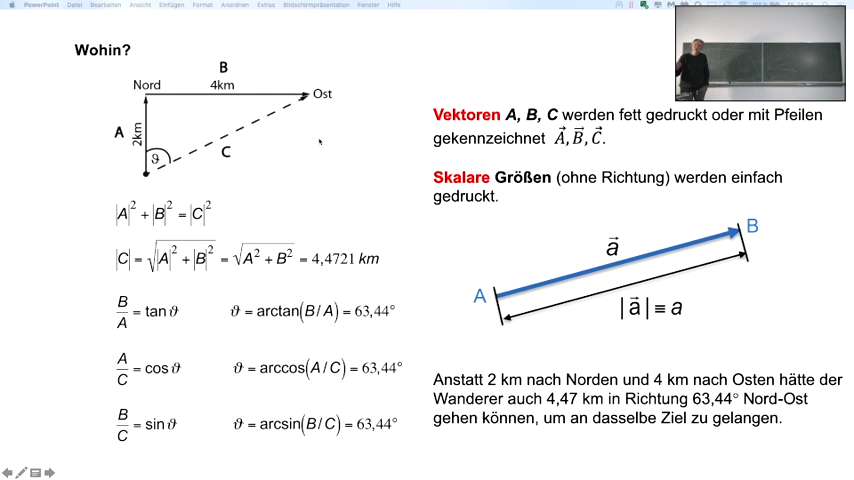 PowerPoint Datei Bearbeiten Ansicht Einfügen Format Anordnen Extras Bildschirmpräsentation Fenster Hilfe
Wohin?
B
Nord 4km Ost
A 2km
ϑ C
|A|² + |B|² = |C|²
|C| = √(|A|² + |B|²) = √(A² + B²) = 4,4721 km
B/A = tan ϑ ϑ = arctan(B/A) = 63,44°
A/C = cos ϑ ϑ = arccos(A/C) = 63,44°
B/C = sin ϑ ϑ = arcsin(B/C) = 63,44°
Vektoren A, B, C werden fett gedruckt oder mit Pfeilen
gekennzeichnet A⃗, B⃗, C⃗.
Skalare Größen (ohne Richtung) werden einfach
gedruckt.
B
a⃗
A
|a⃗| ≡ a
Anstatt 2 km nach Norden und 4 km nach Osten hätte der
Wanderer auch 4,47 km in Richtung 63,44° Nord-Ost
gehen können, um an dasselbe Ziel zu gelangen.